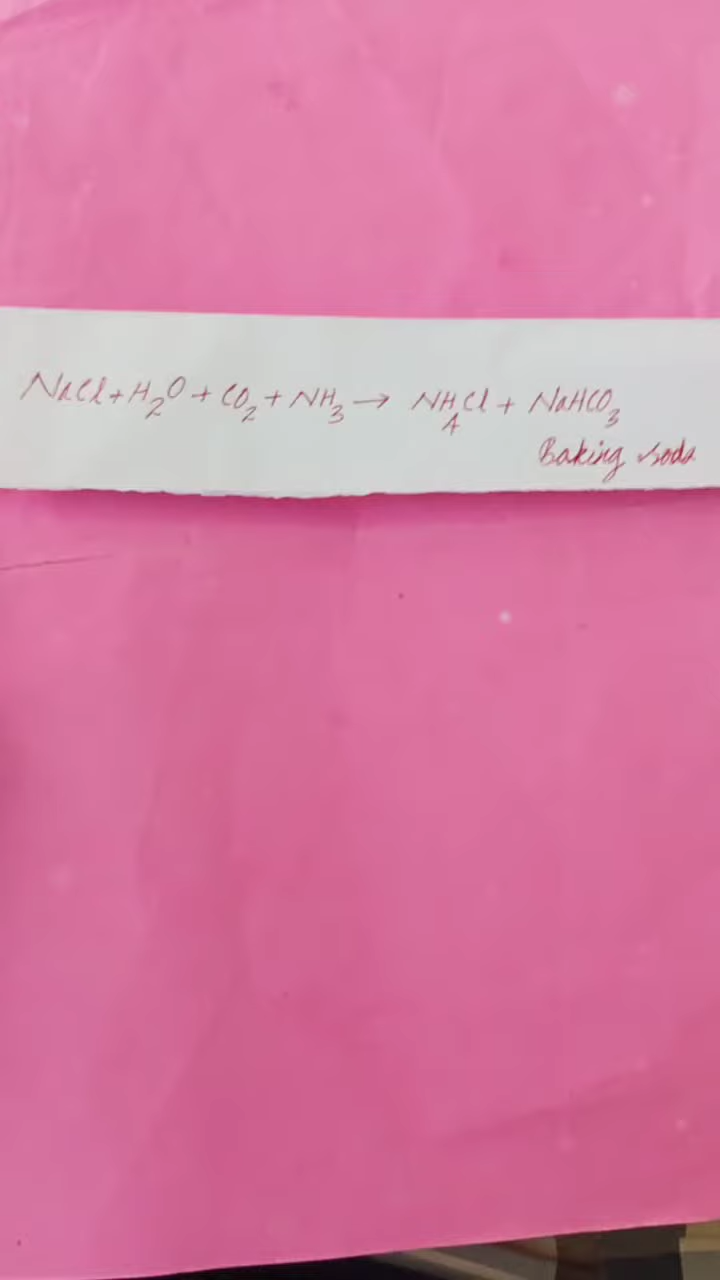 NaCl + H₂O + CO₂ + NH₃ → NH₄Cl + NaHCO₃
Baking soda